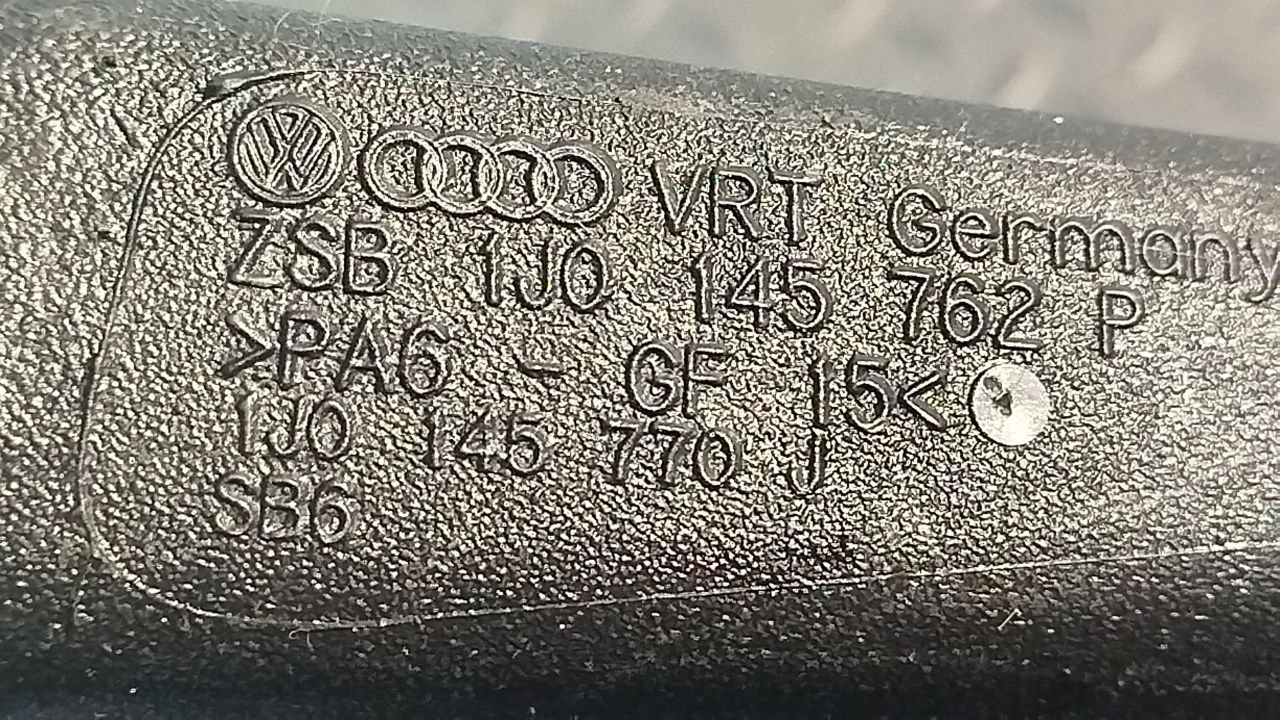 VRT Germany
ZSB 1J0 145 762 P
>PA6 - GF 15<
1J0 145 770 J
SB6